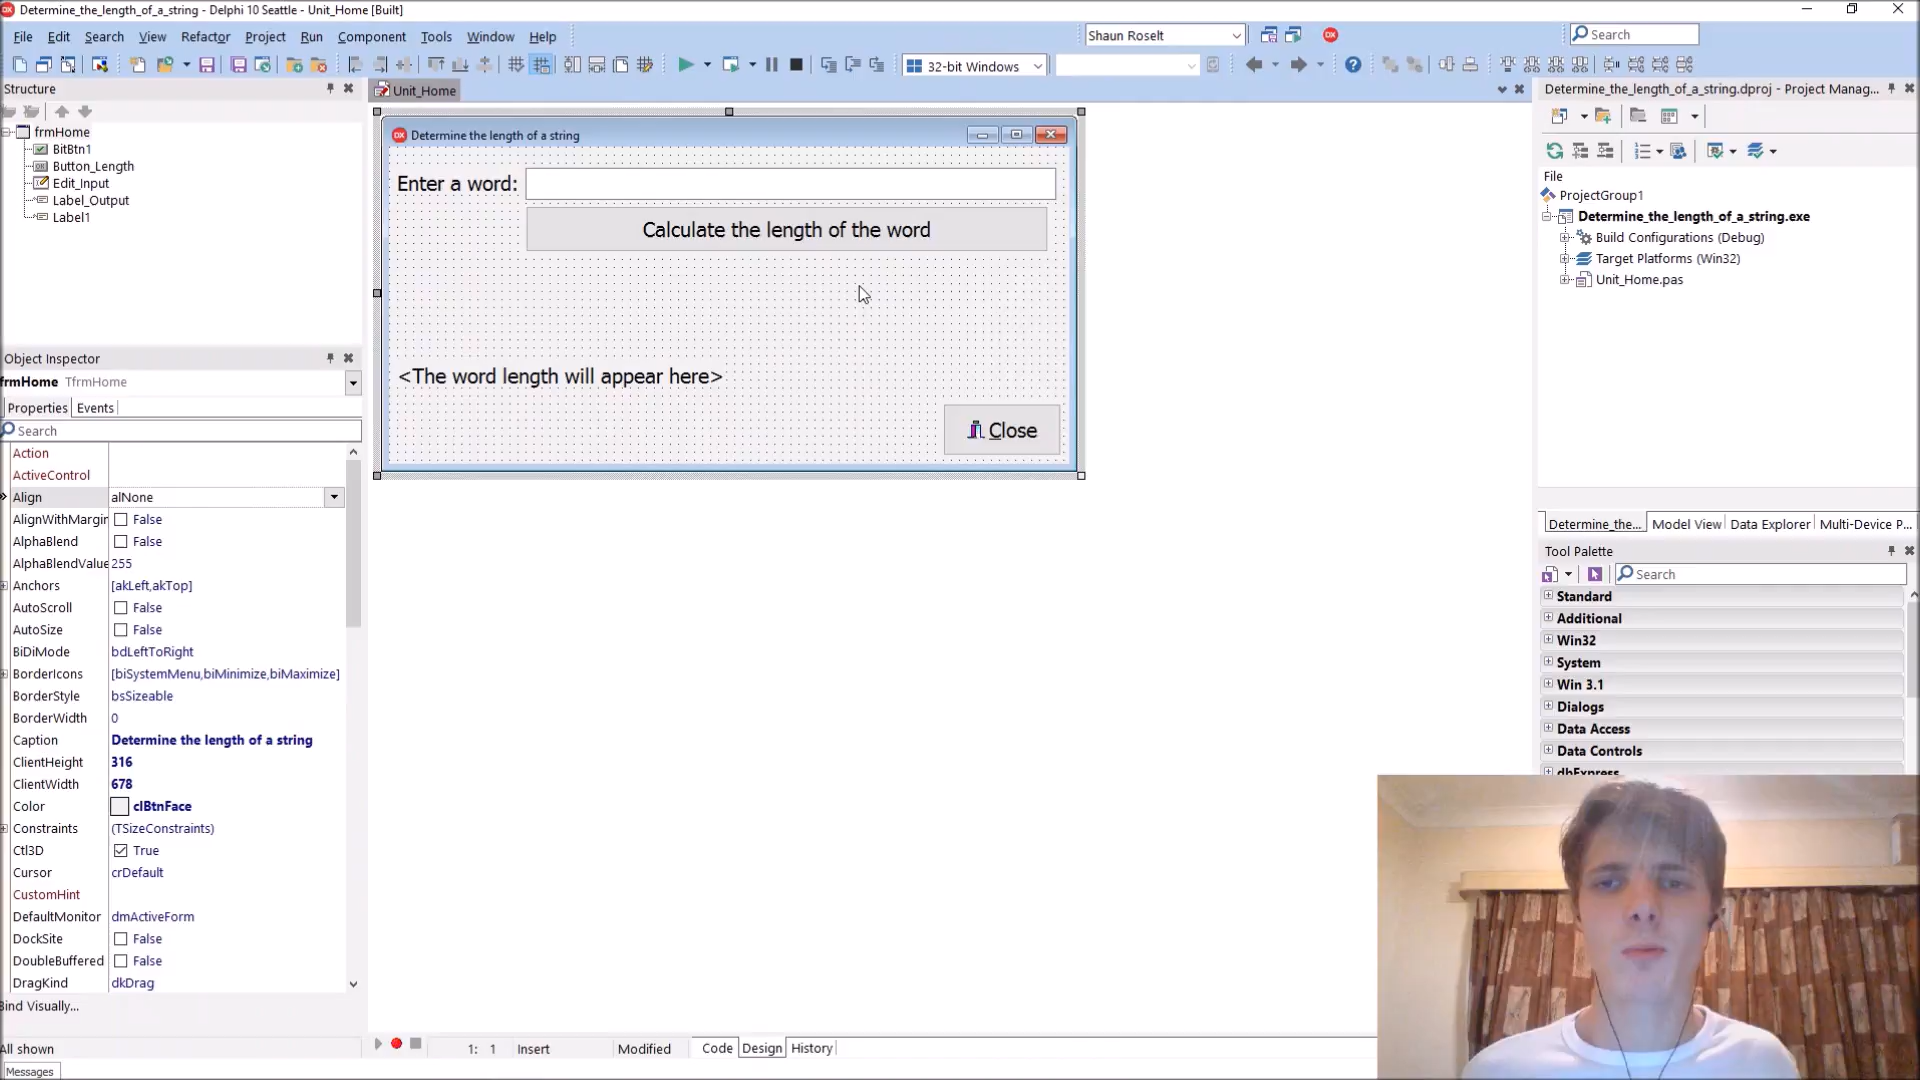 Determine_the_length_of_a_string - Delphi 10 Seattle - Unit_Home [Built]
File Edit Search View Refactor Project Run Component Tools Window Help
Shaun Roselt
Search
32-bit Windows
Structure
Unit_Home
frmHome
BitBtn1
Button_Length
Edit_Input
Label_Output
Label1
Determine the length of a string
Enter a word:
Calculate the length of the word
<The word length will appear here>
Close
Object Inspector
frmHome TfrmHome
Properties Events
Search
Action
ActiveControl
Align alNone
AlignWithMargin False
AlphaBlend False
AlphaBlendValue 255
Anchors [akLeft,akTop]
AutoScroll False
AutoSize False
BiDiMode bdLeftToRight
BorderIcons [biSystemMenu,biMinimize,biMaximize]
BorderStyle bsSizeable
BorderWidth 0
Caption Determine the length of a string
ClientHeight 316
ClientWidth 678
Color clBtnFace
Constraints (TSizeConstraints)
Ctl3D True
Cursor crDefault
CustomHint
DefaultMonitor dmActiveForm
DockSite False
DoubleBuffered False
DragKind dkDrag
Bind Visually...
All shown
Messages
1: 1 Insert Modified Code Design History
Determine_the_length_of_a_string.dproj - Project Manag...
File
ProjectGroup1
Determine_the_length_of_a_string.exe
Build Configurations (Debug)
Target Platforms (Win32)
Unit_Home.pas
Determine_the... Model View Data Explorer Multi-Device P...
Tool Palette
Search
Standard
Additional
Win32
System
Win 3.1
Dialogs
Data Access
Data Controls
dbExpress